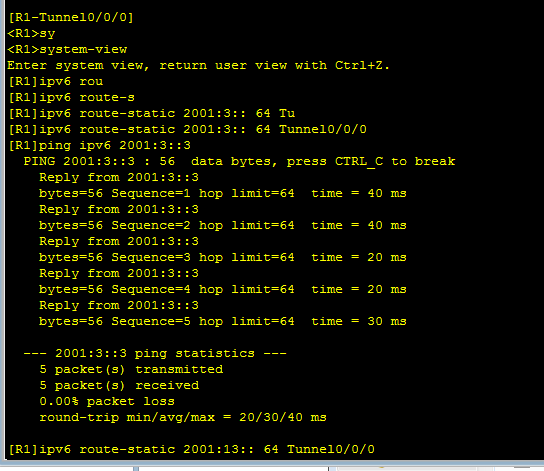 [R1-Tunnel0/0/0]
<R1>sy
<R1>system-view
Enter system view, return user view with Ctrl+Z.
[R1]ipv6 rou
[R1]ipv6 route-s
[R1]ipv6 route-static 2001:3:: 64 Tu
[R1]ipv6 route-static 2001:3:: 64 Tunnel0/0/0
[R1]ping ipv6 2001:3::3
PING 2001:3::3 : 56  data bytes, press CTRL_C to break
Reply from 2001:3::3
bytes=56 Sequence=1 hop limit=64  time = 40 ms
Reply from 2001:3::3
bytes=56 Sequence=2 hop limit=64  time = 40 ms
Reply from 2001:3::3
bytes=56 Sequence=3 hop limit=64  time = 20 ms
Reply from 2001:3::3
bytes=56 Sequence=4 hop limit=64  time = 20 ms
Reply from 2001:3::3
bytes=56 Sequence=5 hop limit=64  time = 30 ms
--- 2001:3::3 ping statistics ---
5 packet(s) transmitted
5 packet(s) received
0.00% packet loss
round-trip min/avg/max = 20/30/40 ms
[R1]ipv6 route-static 2001:13:: 64 Tunnel0/0/0